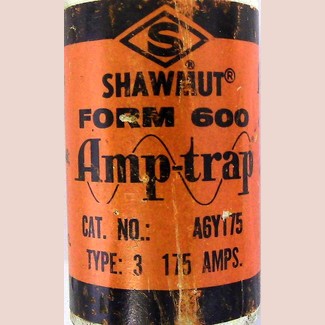 S
SHAWMUT®
FORM 600
Amp-trap
CAT. NO.: A6Y175
TYPE: 3 175 AMPS.